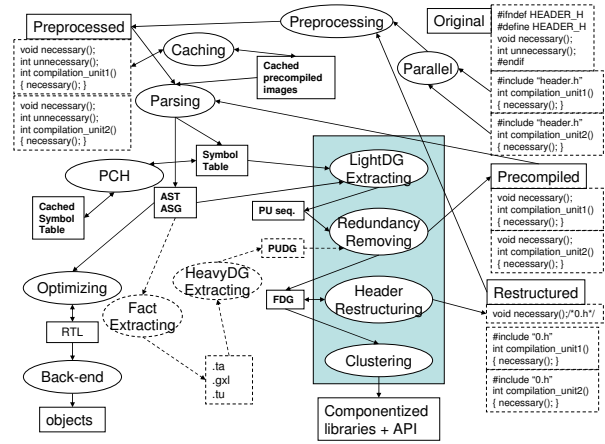 Preprocessed
void necessary();
int unnecessary();
int compilation_unit1()
{ necessary(); }
void necessary();
int unnecessary();
int compilation_unit2()
{ necessary(); }
Caching
Preprocessing
Cached
precompiled
images
Parsing
Original
#ifndef HEADER_H
#define HEADER_H
void necessary();
int unnecessary();
#endif
Parallel
#include "header.h"
int compilation_unit1()
{ necessary(); }
#include "header.h"
int compilation_unit2()
{ necessary(); }
PCH
Symbol
Table
Cached
Symbol
Table
AST
ASG
LightDG
Extracting
PU seq.
Redundancy
Removing
PUDG
HeavyDG
Extracting
FDG
Header
Restructuring
Clustering
Precompiled
void necessary();
int compilation_unit1()
{ necessary(); }
void necessary();
int compilation_unit2()
{ necessary(); }
Restructured
void necessary();/*0.h*/
#include "0.h"
int compilation_unit1()
{ necessary(); }
#include "0.h"
int compilation_unit2()
{ necessary(); }
Optimizing
Fact
Extracting
RTL
.ta
.gxl
.tu
Back-end
objects
Componentized
libraries + API